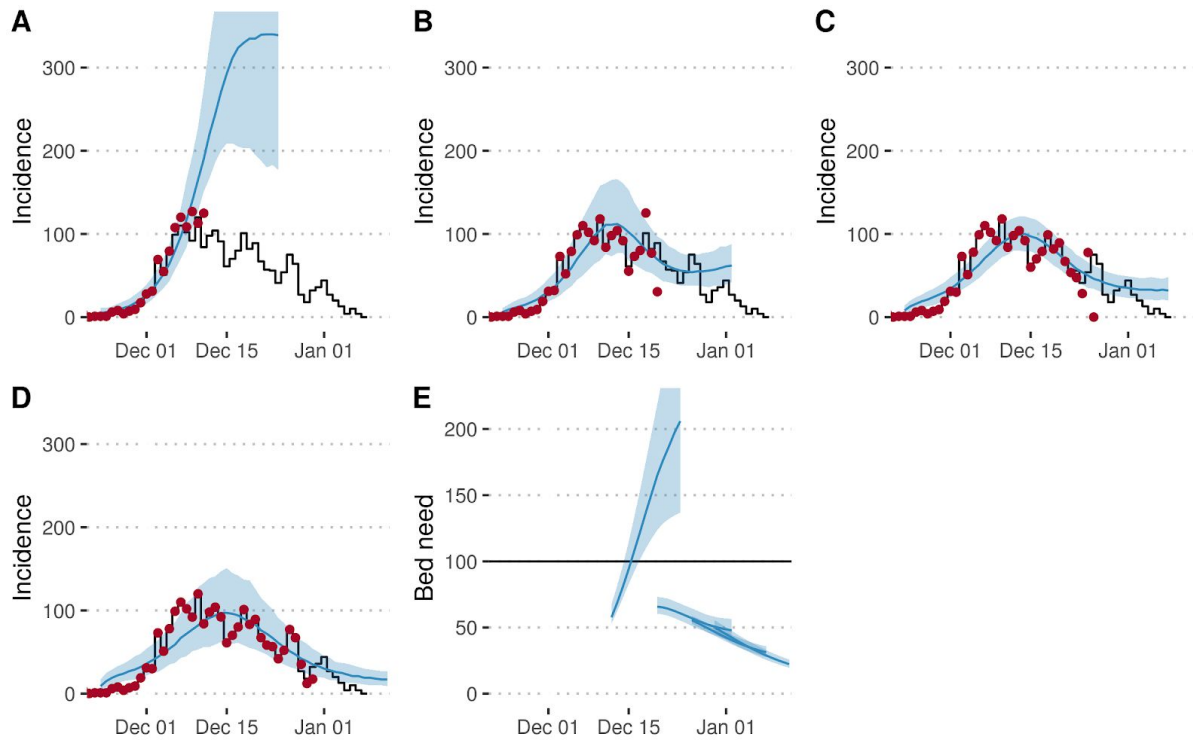 A
Incidence
300
200
100
0
Dec 01 Dec 15 Jan 01
B
Incidence
300
200
100
0
Dec 01 Dec 15 Jan 01
C
Incidence
300
200
100
0
Dec 01 Dec 15 Jan 01
D
Incidence
300
200
100
0
Dec 01 Dec 15 Jan 01
E
Bed need
200
150
100
50
0
Dec 01 Dec 15 Jan 01